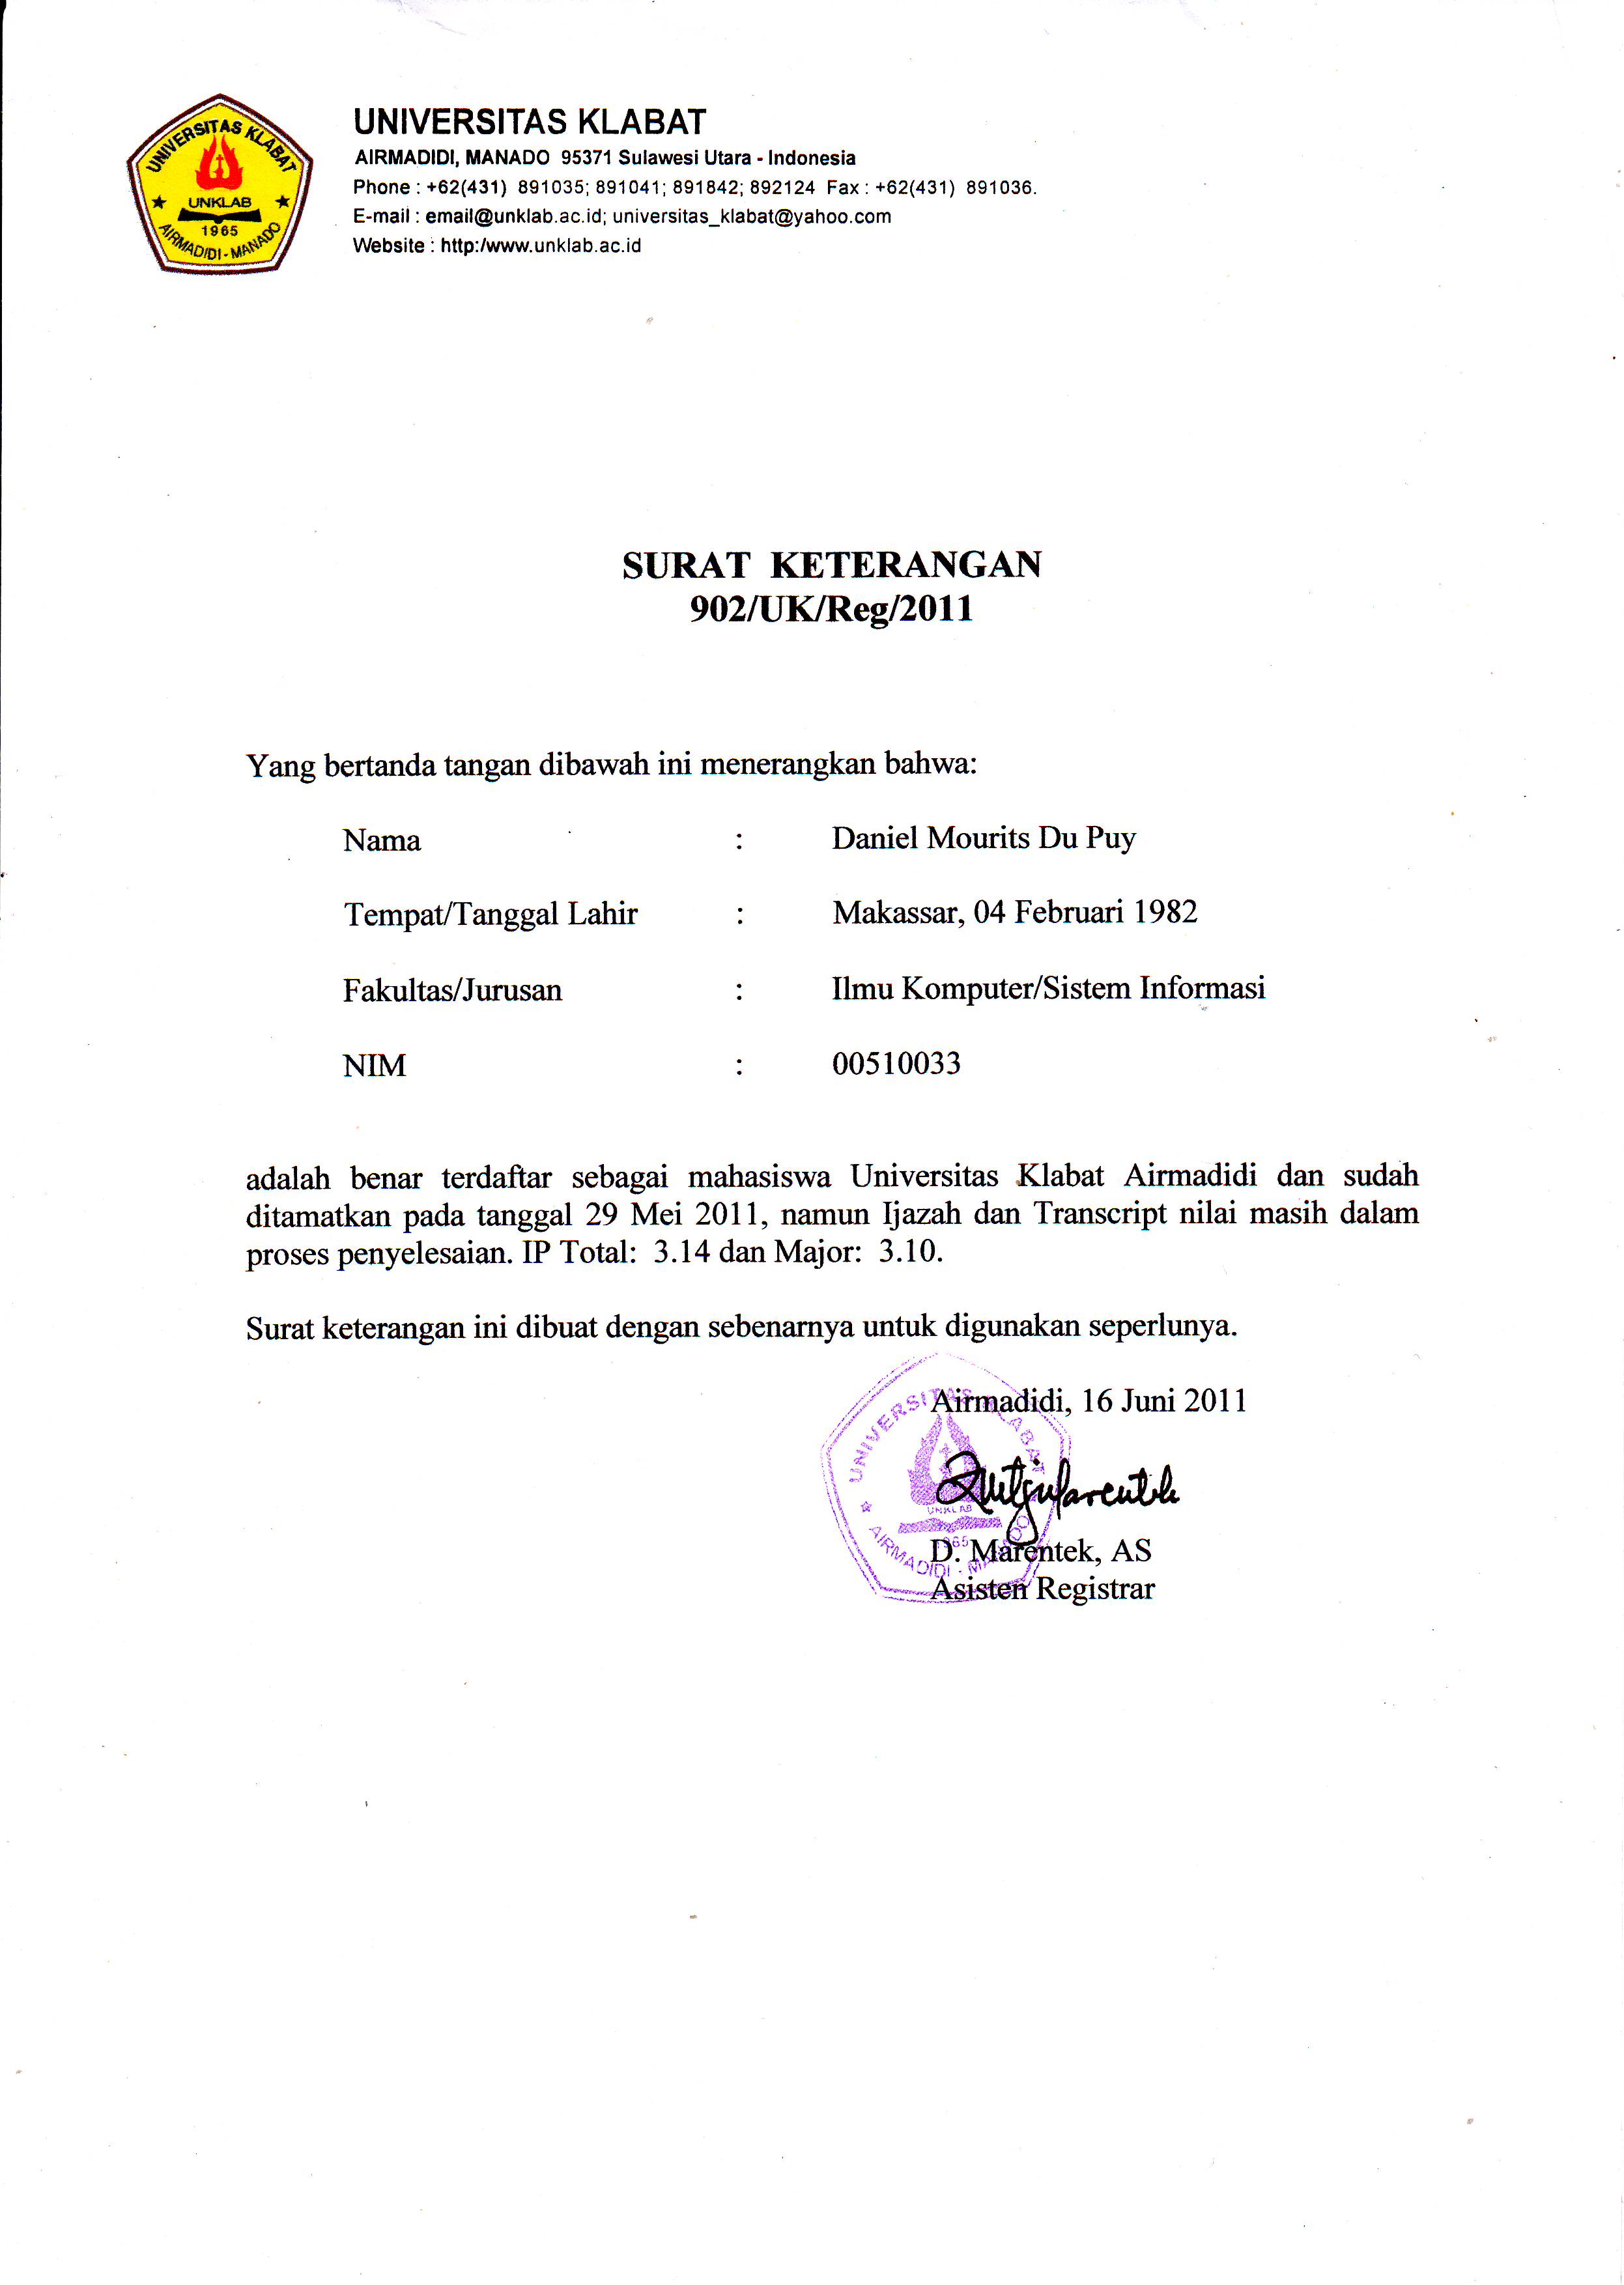 UNIVERSITAS KLABAT
UNKLAB
1965
AIRMADIDI - MANADO
UNIVERSITAS KLABAT
AIRMADIDI, MANADO 95371 Sulawesi Utara - Indonesia
Phone : +62(431) 891035; 891041; 891842; 892124 Fax : +62(431) 891036.
E-mail : email@unklab.ac.id; universitas_klabat@yahoo.com
Website : http:/www.unklab.ac.id
SURAT KETERANGAN
902/UK/Reg/2011
Yang bertanda tangan dibawah ini menerangkan bahwa:
Nama : Daniel Mourits Du Puy
Tempat/Tanggal Lahir : Makassar, 04 Februari 1982
Fakultas/Jurusan : Ilmu Komputer/Sistem Informasi
NIM : 00510033
adalah benar terdaftar sebagai mahasiswa Universitas Klabat Airmadidi dan sudah
ditamatkan pada tanggal 29 Mei 2011, namun Ijazah dan Transcript nilai masih dalam
proses penyelesaian. IP Total: 3.14 dan Major: 3.10.
Surat keterangan ini dibuat dengan sebenarnya untuk digunakan seperlunya.
Airmadidi, 16 Juni 2011
UNIVERSITAS KLABAT
UNKLAB
1965
AIRMADIDI - MANADO
D. Marentek, AS
Asisten Registrar